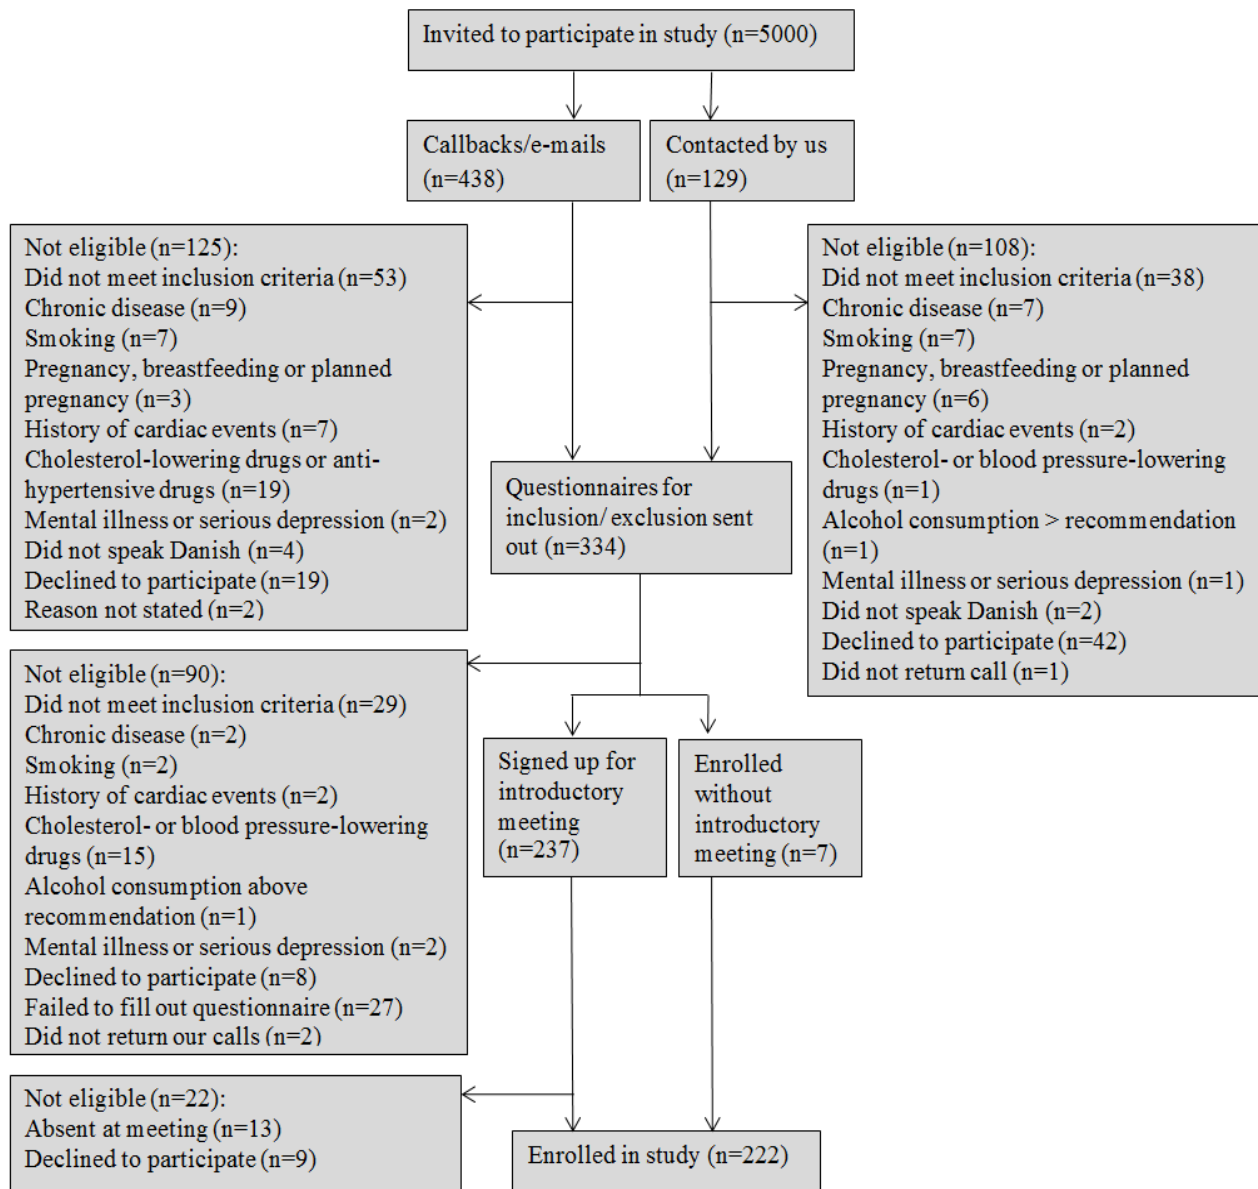 Invited to participate in study (n=5000)
Callbacks/e-mails
(n=438)
Contacted by us
(n=129)
Not eligible (n=125):
Did not meet inclusion criteria (n=53)
Chronic disease (n=9)
Smoking (n=7)
Pregnancy, breastfeeding or planned
pregnancy (n=3)
History of cardiac events (n=7)
Cholesterol-lowering drugs or anti-
hypertensive drugs (n=19)
Mental illness or serious depression (n=2)
Did not speak Danish (n=4)
Declined to participate (n=19)
Reason not stated (n=2)
Not eligible (n=108):
Did not meet inclusion criteria (n=38)
Chronic disease (n=7)
Smoking (n=7)
Pregnancy, breastfeeding or planned
pregnancy (n=6)
History of cardiac events (n=2)
Cholesterol- or blood pressure-lowering
drugs (n=1)
Alcohol consumption > recommendation
(n=1)
Mental illness or serious depression (n=1)
Did not speak Danish (n=2)
Declined to participate (n=42)
Did not return call (n=1)
Questionnaires for
inclusion/ exclusion sent
out (n=334)
Not eligible (n=90):
Did not meet inclusion criteria (n=29)
Chronic disease (n=2)
Smoking (n=2)
History of cardiac events (n=2)
Cholesterol- or blood pressure-lowering
drugs (n=15)
Alcohol consumption above
recommendation (n=1)
Mental illness or serious depression (n=2)
Declined to participate (n=8)
Failed to fill out questionnaire (n=27)
Did not return our calls (n=2)
Signed up for
introductory
meeting
(n=237)
Enrolled
without
introductory
meeting (n=7)
Not eligible (n=22):
Absent at meeting (n=13)
Declined to participate (n=9)
Enrolled in study (n=222)